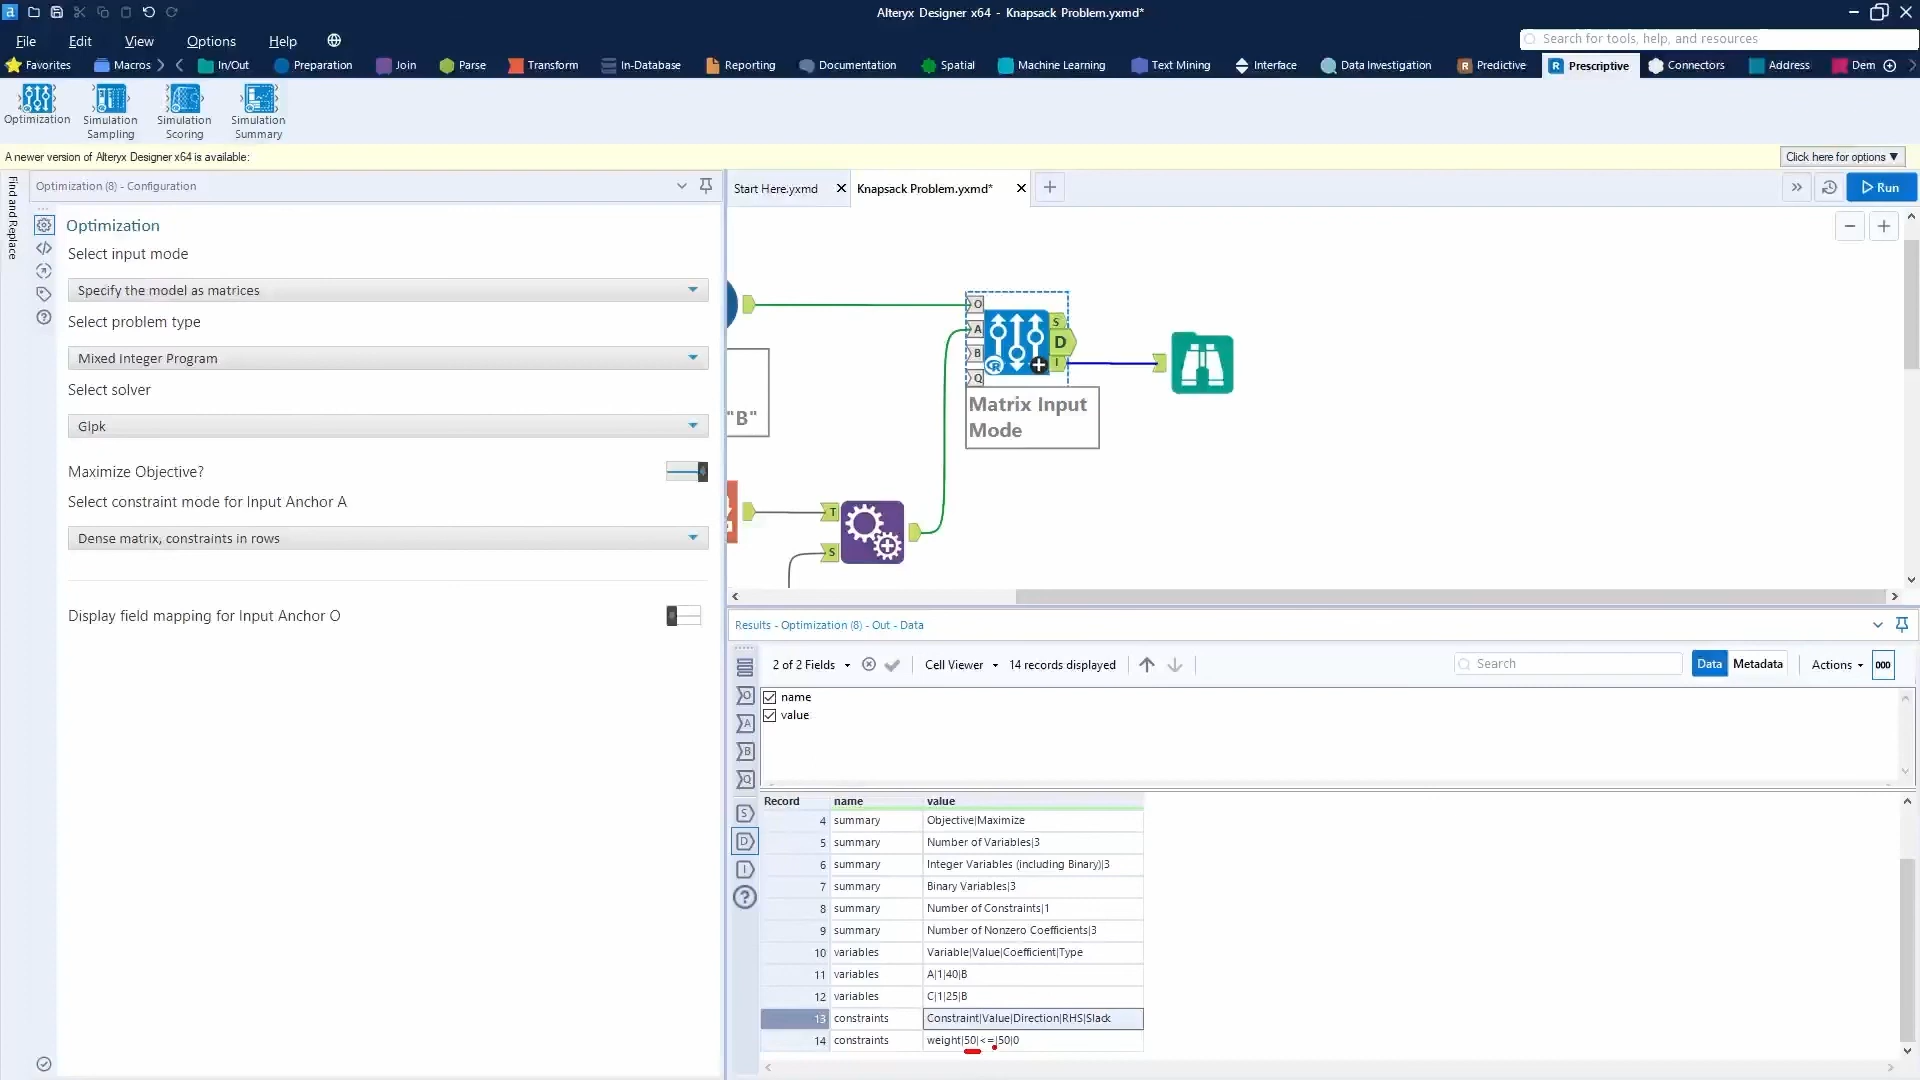 Alteryx Designer x64 - Knapsack Problem.yxmd*
File Edit View Options Help
Search for tools, help, and resources
Favorites Macros In/Out Preparation Join Parse Transform In-Database Reporting Documentation Spatial Machine Learning Text Mining Interface Data Investigation Predictive Prescriptive Connectors Address Dem
Optimization
Simulation Sampling
Simulation Scoring
Simulation Summary
A newer version of Alteryx Designer x64 is available:
Click here for options ▼
Find and Replace
Optimization (8) - Configuration
Optimization
Select input mode
Specify the model as matrices
Select problem type
Mixed Integer Program
Select solver
Glpk
Maximize Objective?
Select constraint mode for Input Anchor A
Dense matrix, constraints in rows
Display field mapping for Input Anchor O
Start Here.yxmd
Knapsack Problem.yxmd*
Run
O
A
B
Q
S
D
I
"B"
Matrix Input
Mode
T
S
Results - Optimization (8) - Out - Data
2 of 2 Fields Cell Viewer 14 records displayed
Search
Data Metadata Actions 000
name
value
O
A
B
Q
S
D
I
Record name value
4 summary Objective|Maximize
5 summary Number of Variables|3
6 summary Integer Variables (including Binary)|3
7 summary Binary Variables|3
8 summary Number of Constraints|1
9 summary Number of Nonzero Coefficients|3
10 variables Variable|Value|Coefficient|Type
11 variables A|1|40|B
12 variables C|1|25|B
13 constraints Constraint|Value|Direction|RHS|Slack
14 constraints weight|50|<=|50|0